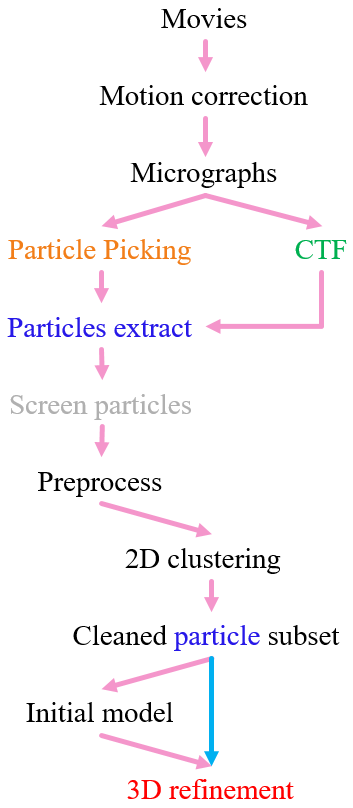 Movies
Motion correction
Micrographs
Particle Picking
CTF
Particles extract
Screen particles
Preprocess
2D clustering
Cleaned particle subset
Initial model
3D refinement